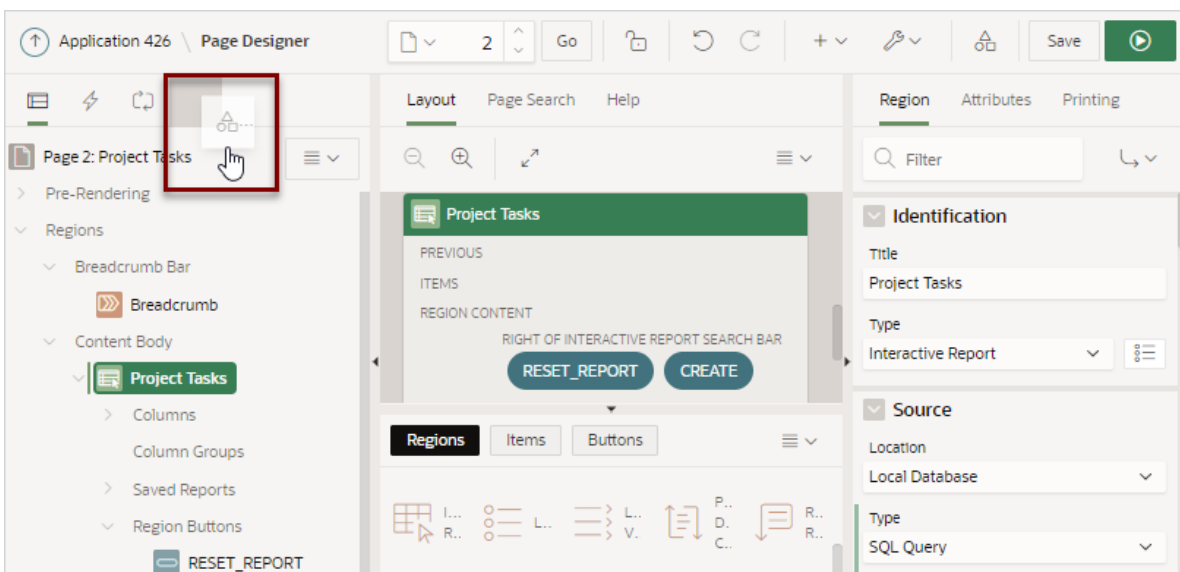 Application 426 \ Page Designer
2
Go
Save
Layout
Page Search
Help
Region
Attributes
Printing
Page 2: Project Tasks
Filter
Pre-Rendering
Regions
Breadcrumb Bar
Breadcrumb
Content Body
Project Tasks
Columns
Column Groups
Saved Reports
Region Buttons
RESET_REPORT
Project Tasks
PREVIOUS
ITEMS
REGION CONTENT
RIGHT OF INTERACTIVE REPORT SEARCH BAR
RESET_REPORT
CREATE
Regions
Items
Buttons
I...
R..
L..
L..
V.
P..
D.
C..
R..
R..
Identification
Title
Project Tasks
Type
Interactive Report
Source
Location
Local Database
Type
SQL Query